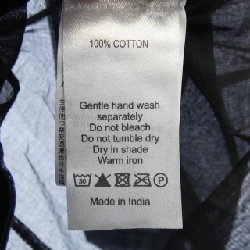 100% COTTON
Gentle hand wash
separately
Do not bleach
Do not tumble dry
Dry in shade
Warm iron
30
P
Made in India